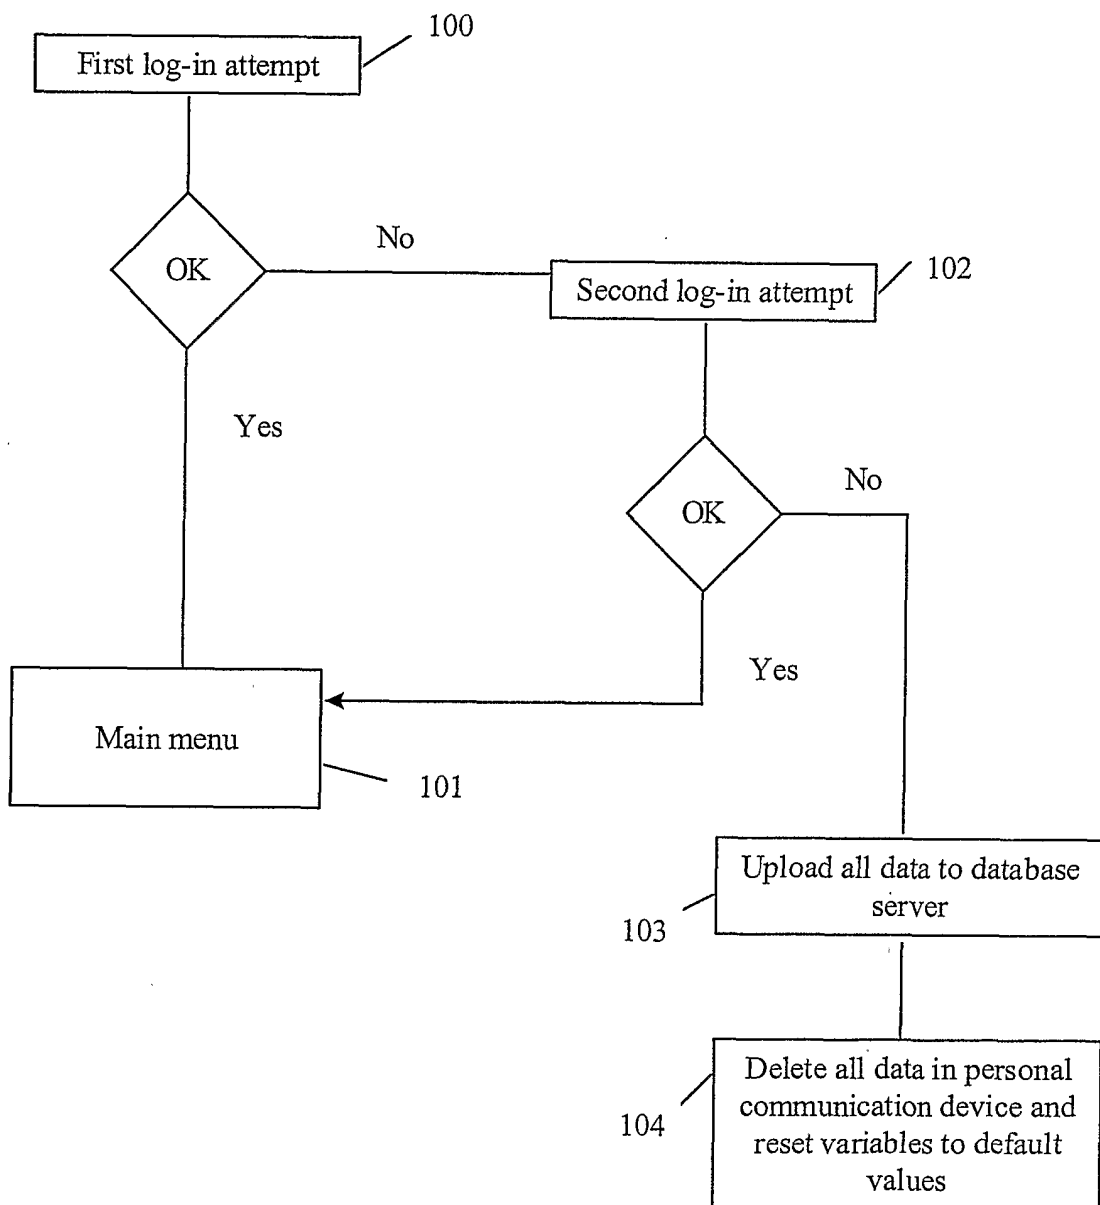 100
First log-in attempt
OK
No
102
Second log-in attempt
Yes
OK
No
Yes
Main menu
101
Upload all data to database
server
103
Delete all data in personal
communication device and
reset variables to default
values
104